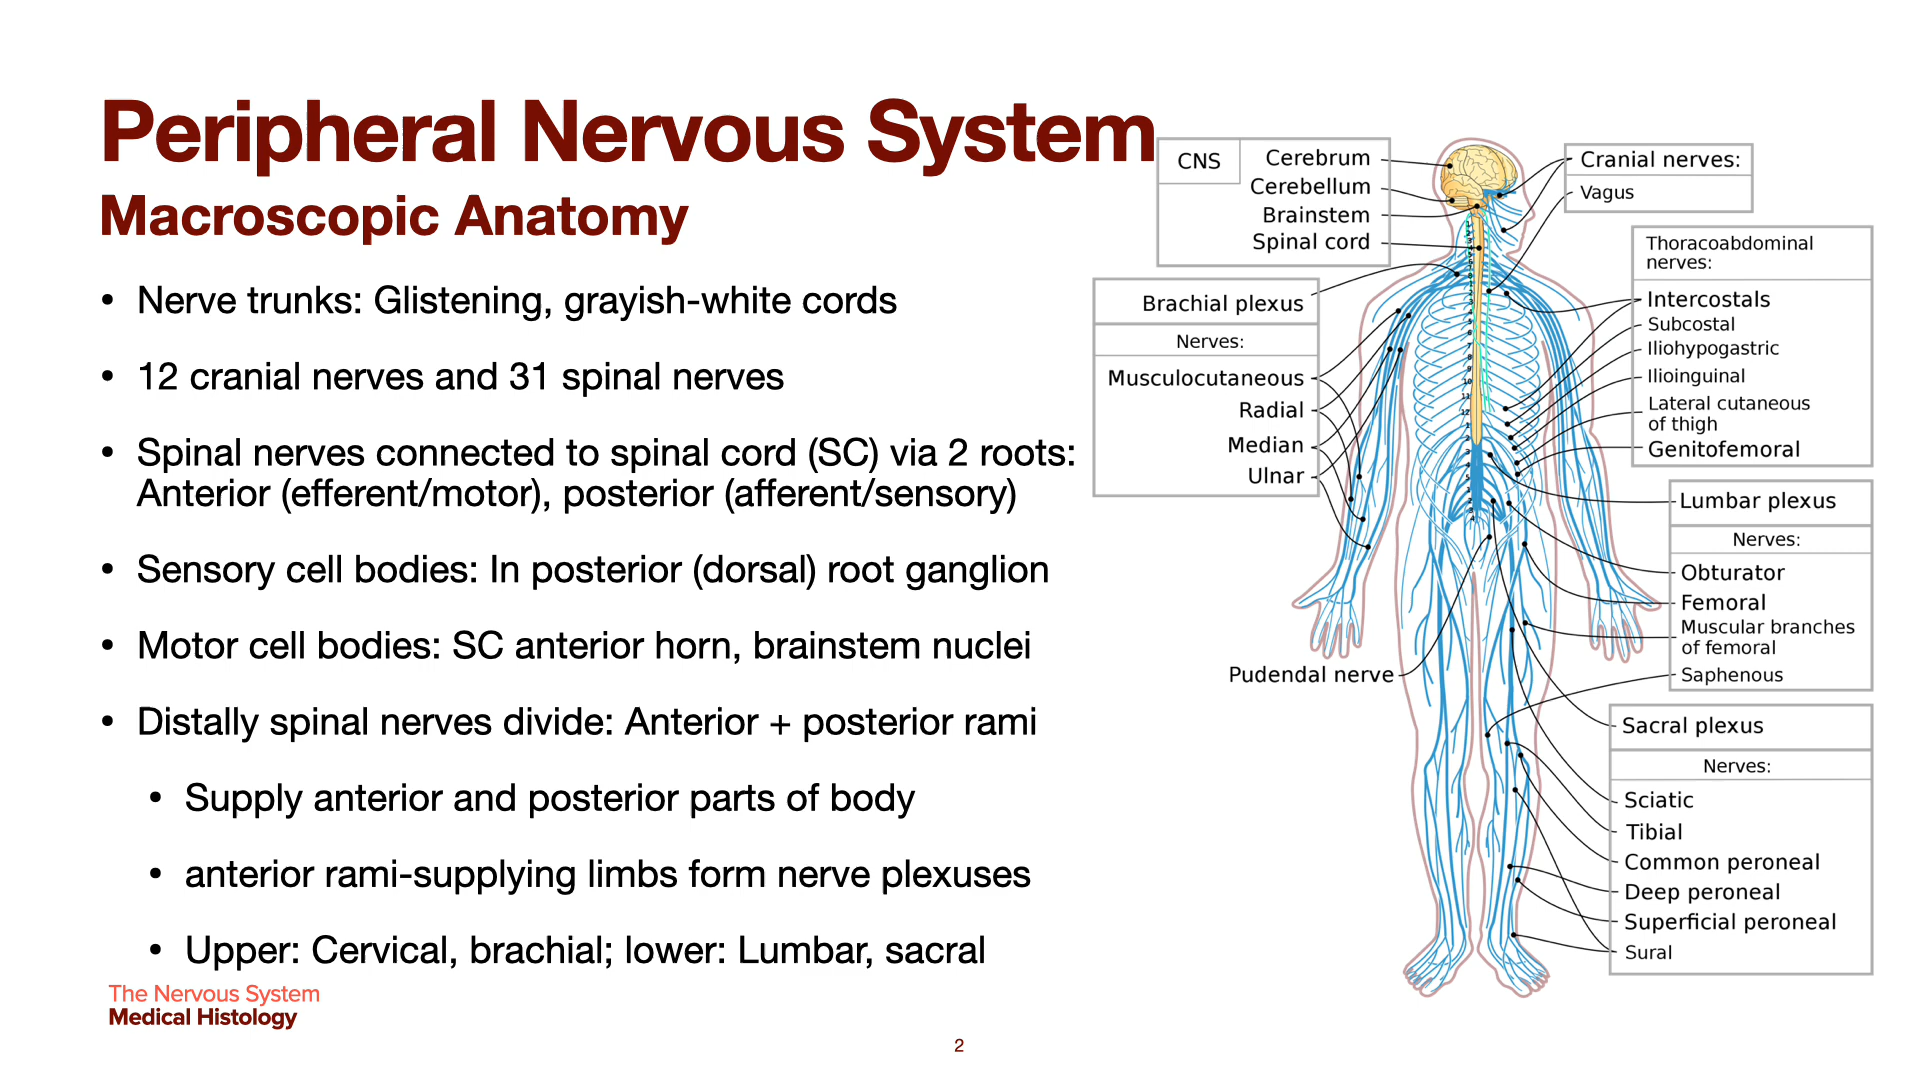 Peripheral Nervous System
Macroscopic Anatomy
• Nerve trunks: Glistening, grayish-white cords
• 12 cranial nerves and 31 spinal nerves
• Spinal nerves connected to spinal cord (SC) via 2 roots:
Anterior (efferent/motor), posterior (afferent/sensory)
• Sensory cell bodies: In posterior (dorsal) root ganglion
• Motor cell bodies: SC anterior horn, brainstem nuclei
• Distally spinal nerves divide: Anterior + posterior rami
• Supply anterior and posterior parts of body
• anterior rami-supplying limbs form nerve plexuses
• Upper: Cervical, brachial; lower: Lumbar, sacral
The Nervous System
Medical Histology
2
CNS
Cerebrum
Cerebellum
Brainstem
Spinal cord
Brachial plexus
Nerves:
Musculocutaneous
Radial
Median
Ulnar
Pudendal nerve
Cranial nerves:
Vagus
Thoracoabdominal
nerves:
Intercostals
Subcostal
Iliohypogastric
Ilioinguinal
Lateral cutaneous
of thigh
Genitofemoral
Lumbar plexus
Nerves:
Obturator
Femoral
Muscular branches
of femoral
Saphenous
Sacral plexus
Nerves:
Sciatic
Tibial
Common peroneal
Deep peroneal
Superficial peroneal
Sural